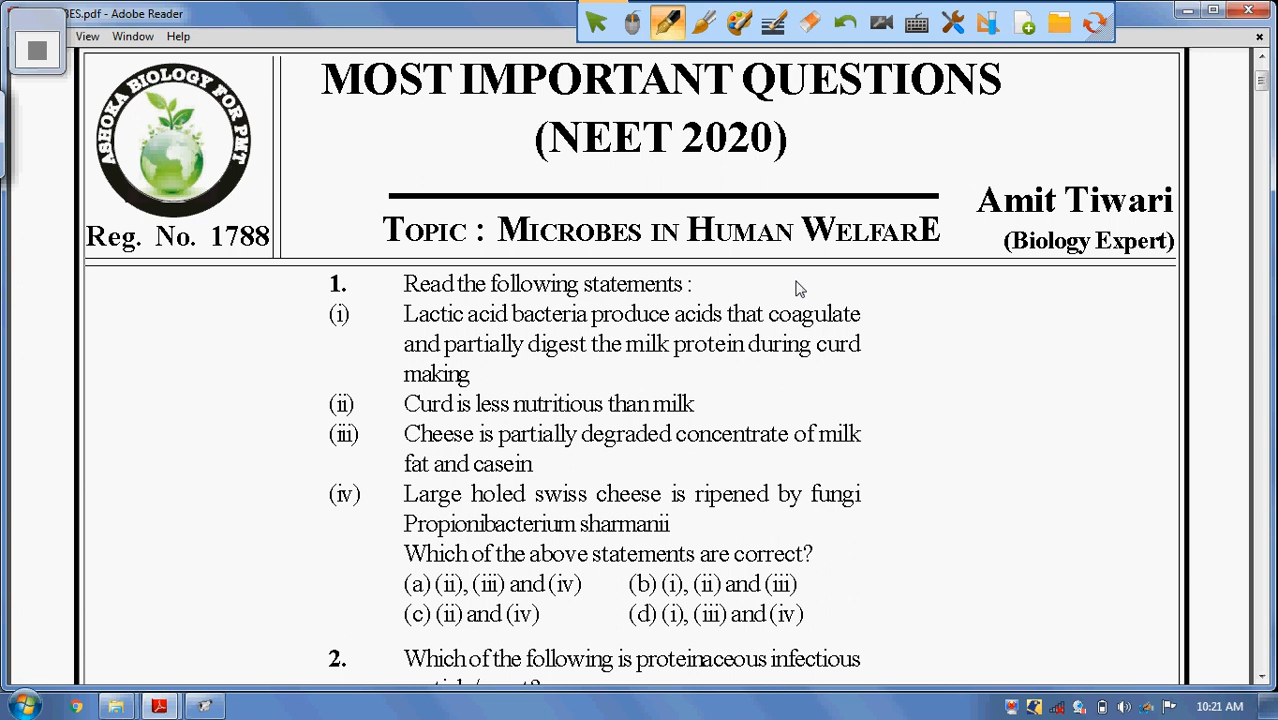 BES.pdf - Adobe Reader
View Window Help
ASHOKA BIOLOGY FOR PMT
Reg. No. 1788
MOST IMPORTANT QUESTIONS
(NEET 2020)
TOPIC : MICROBES IN HUMAN WELFARE
Amit Tiwari
(Biology Expert)
1. Read the following statements :
(i) Lactic acid bacteria produce acids that coagulate
and partially digest the milk protein during curd
making
(ii) Curd is less nutritious than milk
(iii) Cheese is partially degraded concentrate of milk
fat and casein
(iv) Large holed swiss cheese is ripened by fungi
Propionibacterium sharmanii
Which of the above statements are correct?
(a) (ii), (iii) and (iv) (b) (i), (ii) and (iii)
(c) (ii) and (iv) (d) (i), (iii) and (iv)
2. Which of the following is proteinaceous infectious
10:21 AM